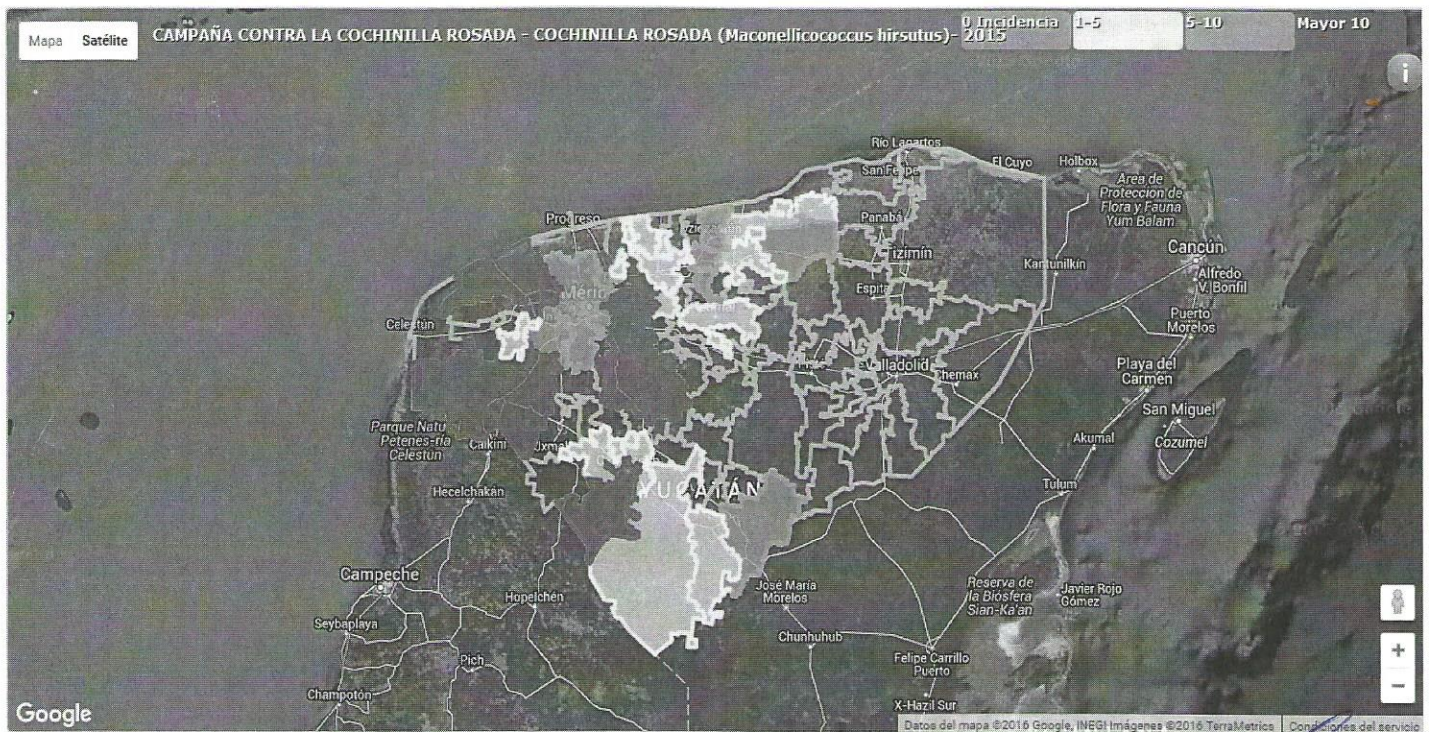 Mapa Satélite
CAMPAÑA CONTRA LA COCHINILLA ROSADA - COCHINILLA ROSADA (Maconellicococcus hirsutus)- 2015
0 Incidencia 1-5 5-10 Mayor 10
i
Río Lagartos
El Cuyo
Holbox
San Felipe
Área de
Protección de
Flora y Fauna
Yum Balam
Progreso
Panabá
Cancún
Tizimín
Kantunilkín
Alfredo
V. Bonfil
Espita
Puerto
Morelos
Celestún
Valladolid
Chemax
Playa del
Carmen
San Miguel
Cozumel
Parque Natu
Petenes-ría
Celestún
Calkiní
Uxmal
Akumal
Hecelchakán
YUCATÁN
Tulum
Campeche
José María
Morelos
Reserva de
la Biósfera
Sian-Ka'an
Javier Rojo
Gómez
Hopelchén
Seybaplaya
Chunhuhub
Pich
Felipe Carrillo
Puerto
Champotón
X-Hazil Sur
+
−
Google
Datos del mapa ©2016 Google, INEGI Imágenes ©2016 TerraMetrics Condiciones del servicio